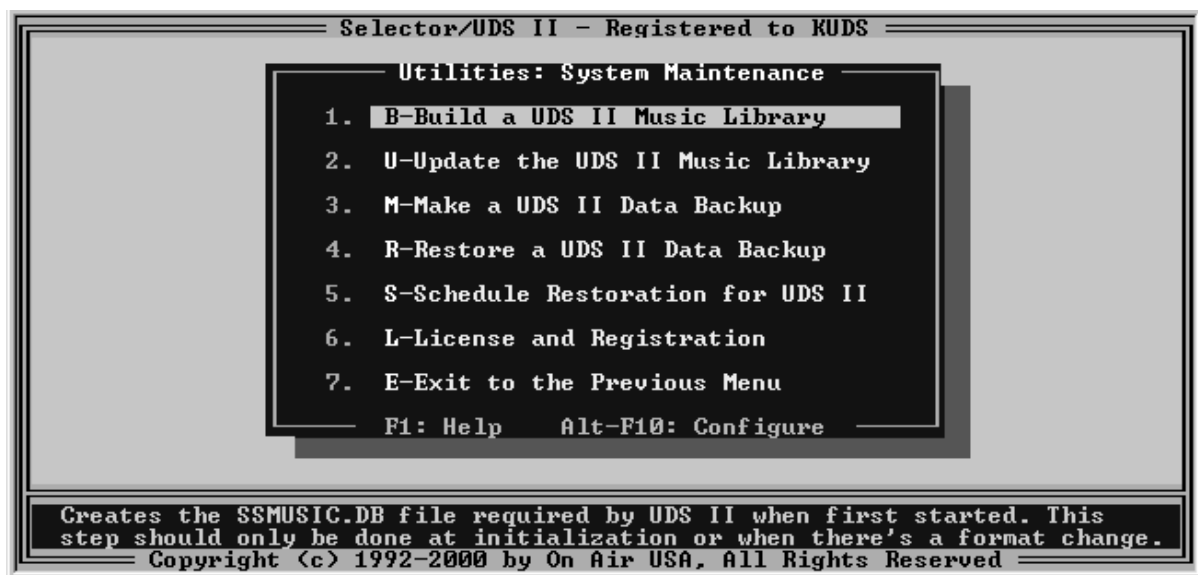 Selector/UDS II - Registered to KUDS
Utilities: System Maintenance
1. B-Build a UDS II Music Library
2. U-Update the UDS II Music Library
3. M-Make a UDS II Data Backup
4. R-Restore a UDS II Data Backup
5. S-Schedule Restoration for UDS II
6. L-License and Registration
7. E-Exit to the Previous Menu
F1: Help Alt-F10: Configure
Creates the SSMUSIC.DB file required by UDS II when first started. This
step should only be done at initialization or when there's a format change.
Copyright (c) 1992-2000 by On Air USA, All Rights Reserved